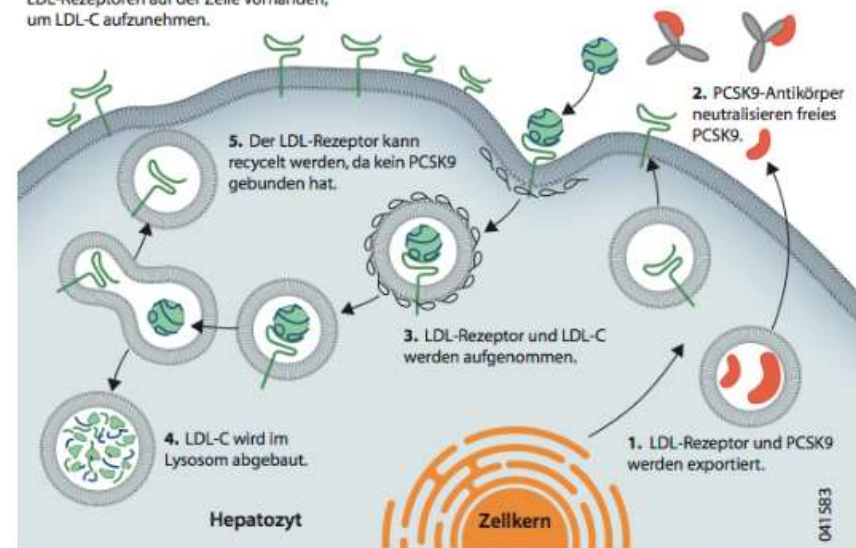 LDL-Rezeptoren auf der Zelle vorhanden,
um LDL-C aufzunehmen.
2. PCSK9-Antikörper
neutralisieren freies
PCSK9.
5. Der LDL-Rezeptor kann
recycelt werden, da kein PCSK9
gebunden hat.
3. LDL-Rezeptor und LDL-C
werden aufgenommen.
4. LDL-C wird im
Lysosom abgebaut.
1. LDL-Rezeptor und PCSK9
werden exportiert.
Hepatozyt
Zellkern
041583